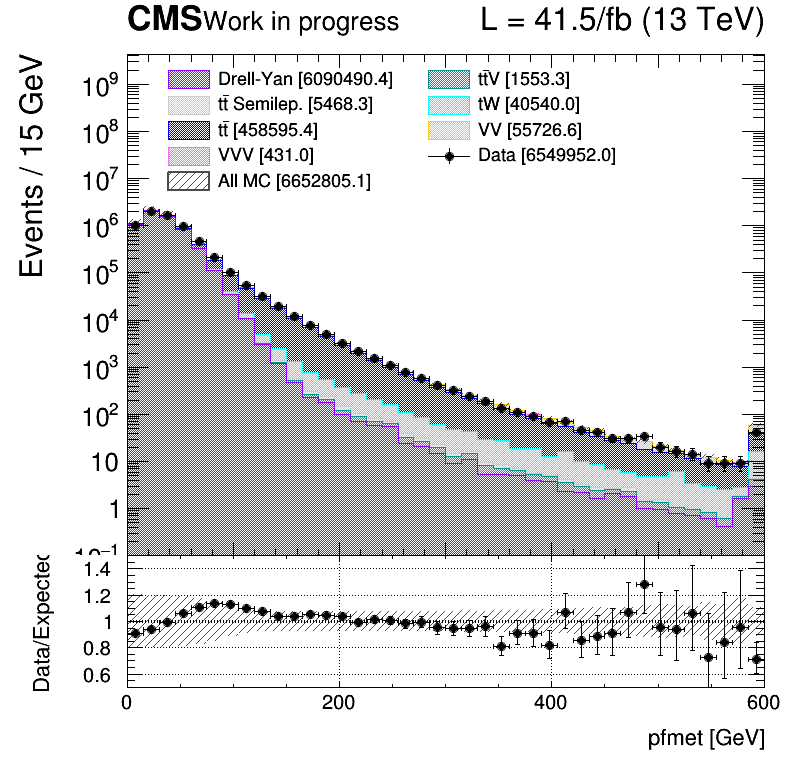 CMS Work in progress L = 41.5/fb (13 TeV)
Events / 15 GeV
Drell-Yan [6090490.4]
tt̄ Semilep. [5468.3]
tt̄ [458595.4]
VVV [431.0]
All MC [6652805.1]
tt̄V [1553.3]
tW [40540.0]
VV [55726.6]
Data [6549952.0]
10⁹
10⁸
10⁷
10⁶
10⁵
10⁴
10³
10²
10
1
10⁻¹
Data/Expected
1.4
1.2
1
0.8
0.6
0 200 400 600
pfmet [GeV]